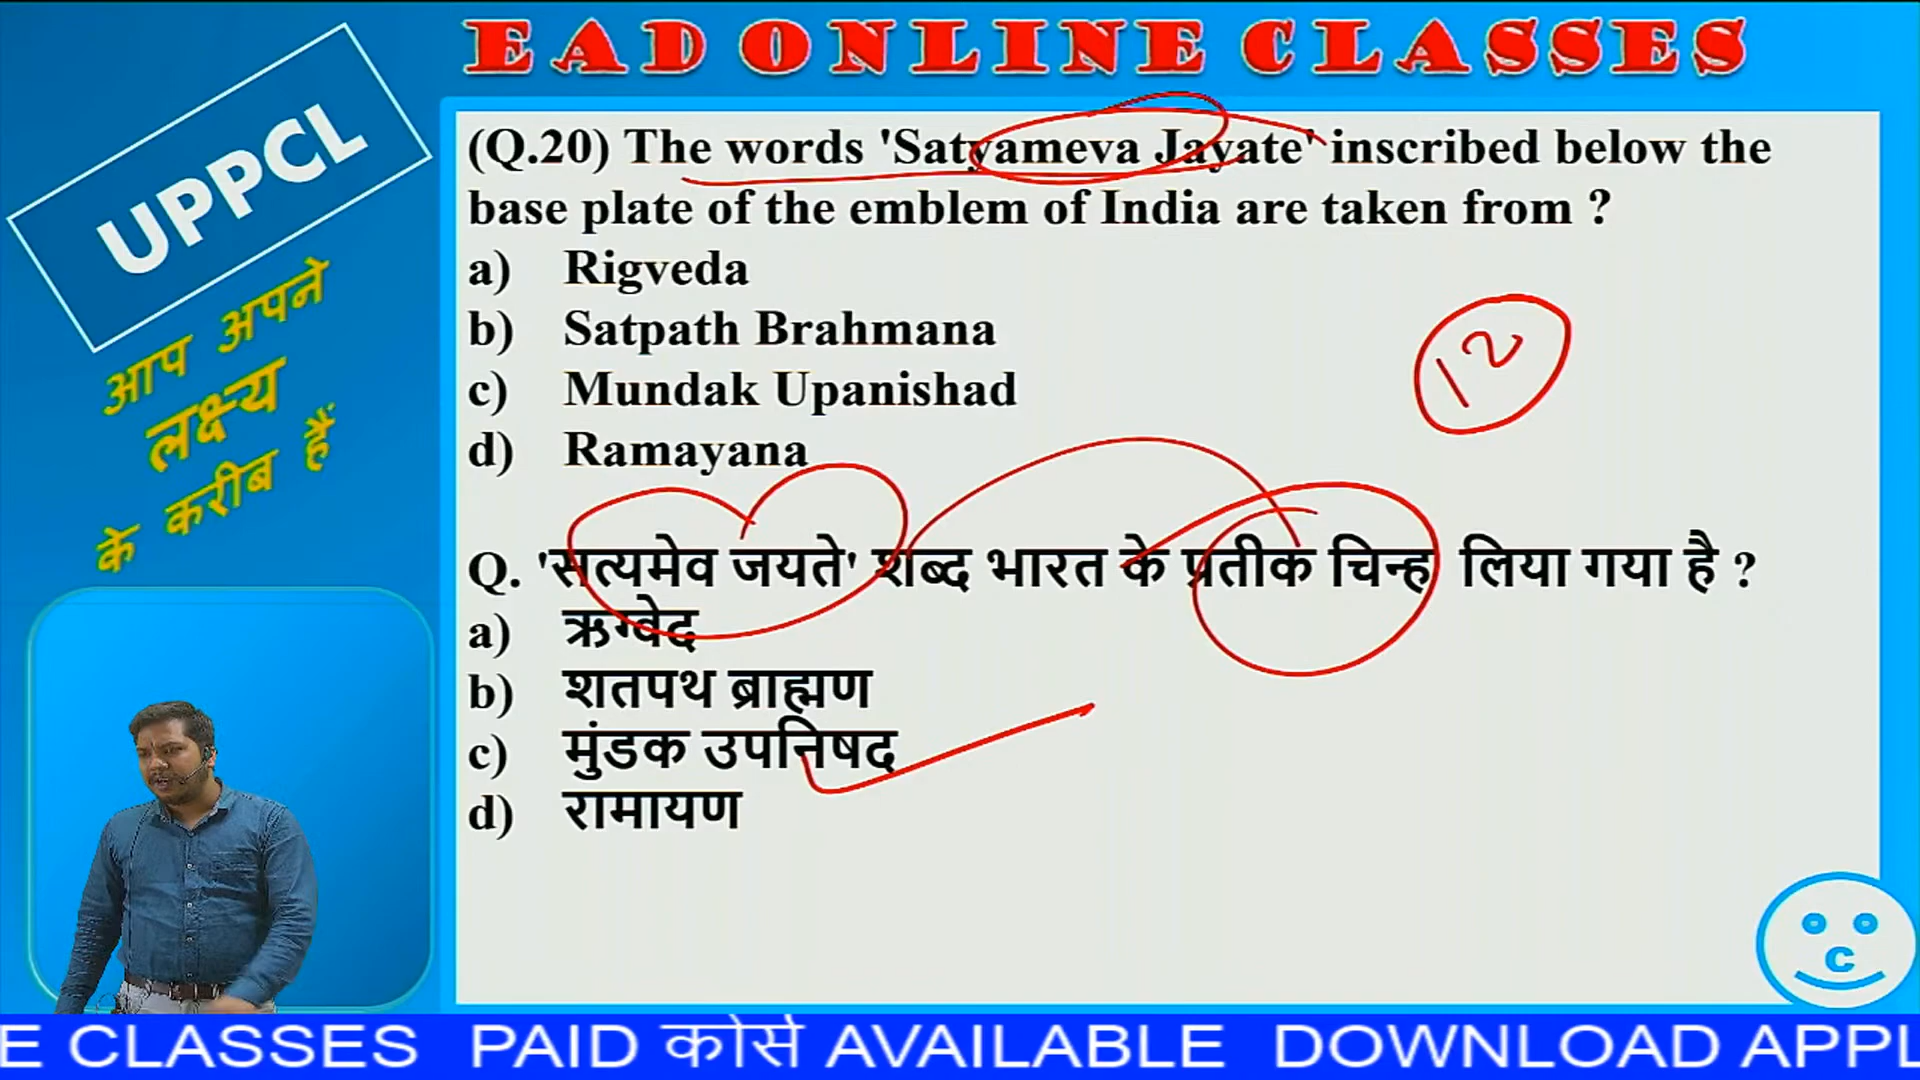 EAD ONLINE CLASSES
UPPCL
आप अपने
लक्ष्य
के करीब हैं
(Q.20) The words 'Satyameva Jayate' inscribed below the
base plate of the emblem of India are taken from ?
a) Rigveda
b) Satpath Brahmana
c) Mundak Upanishad
d) Ramayana
12
Q. 'सत्यमेव जयते' शब्द भारत के प्रतीक चिन्ह लिया गया है ?
a) ऋग्वेद
b) शतपथ ब्राह्मण
c) मुंडक उपनिषद
d) रामायण
C
E CLASSES PAID कोर्स AVAILABLE DOWNLOAD APPL